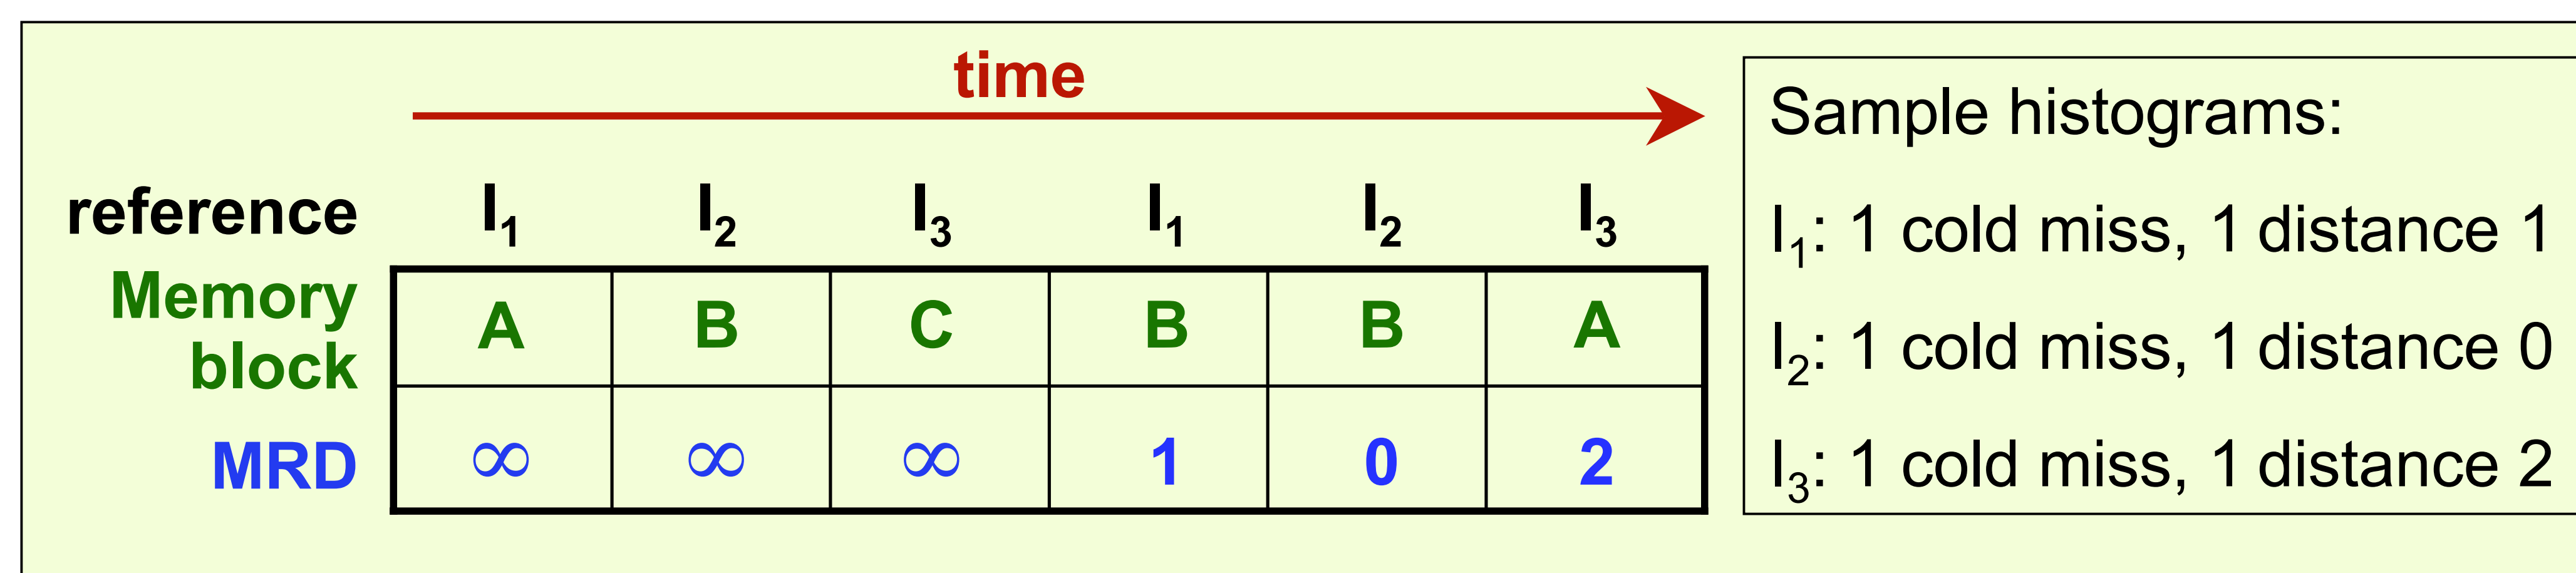 time
reference I₁ I₂ I₃ I₁ I₂ I₃
Memory block A B C B B A
MRD ∞ ∞ ∞ 1 0 2
Sample histograms:
I₁: 1 cold miss, 1 distance 1
I₂: 1 cold miss, 1 distance 0
I₃: 1 cold miss, 1 distance 2